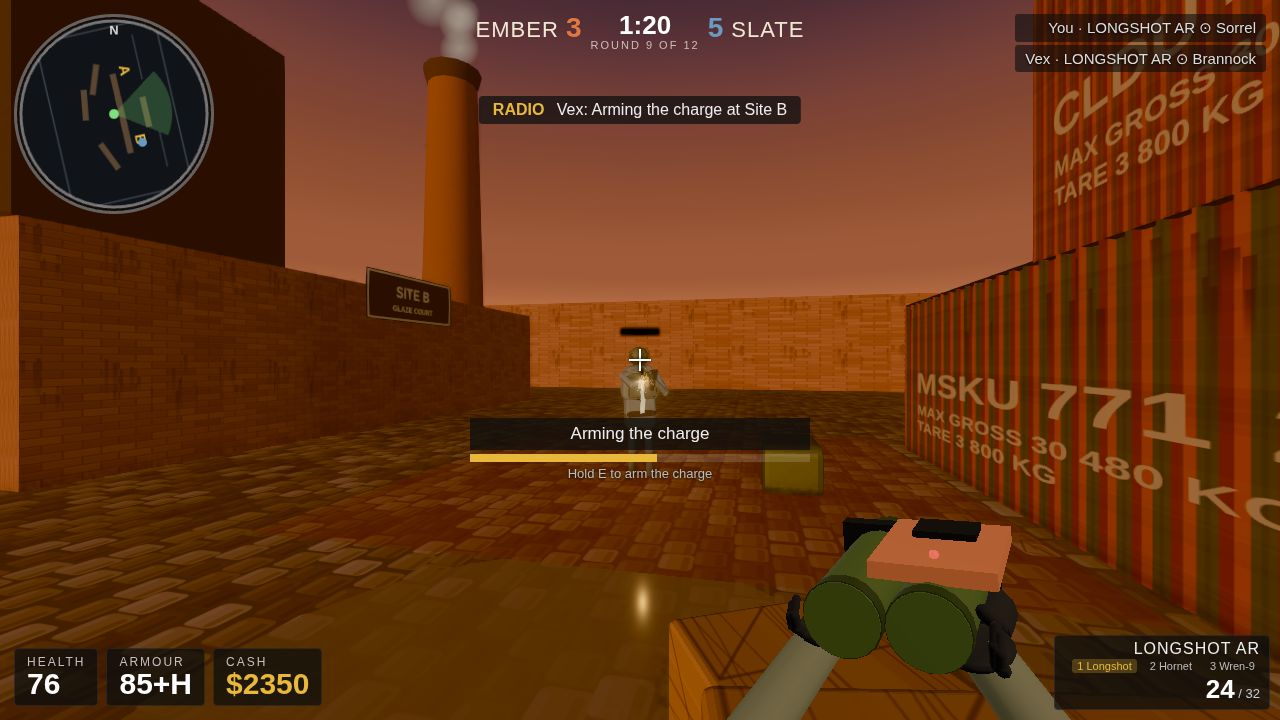 N
A
B
EMBER 3 1:20 5 SLATE
ROUND 9 OF 12
You · LONGSHOT AR ⊙ Sorrel
Vex · LONGSHOT AR ⊙ Brannock
RADIO Vex: Arming the charge at Site B
MAX GROSS
TARE 3 800 KG
SITE B
GLAZE COURT
MSKU 771
MAX GROSS 30 480 KG
TARE 3 800 KG
Arming the charge
Hold E to arm the charge
HEALTH
76
ARMOUR
85+H
CASH
$2350
LONGSHOT AR
1 Longshot 2 Hornet 3 Wren-9
24 / 32